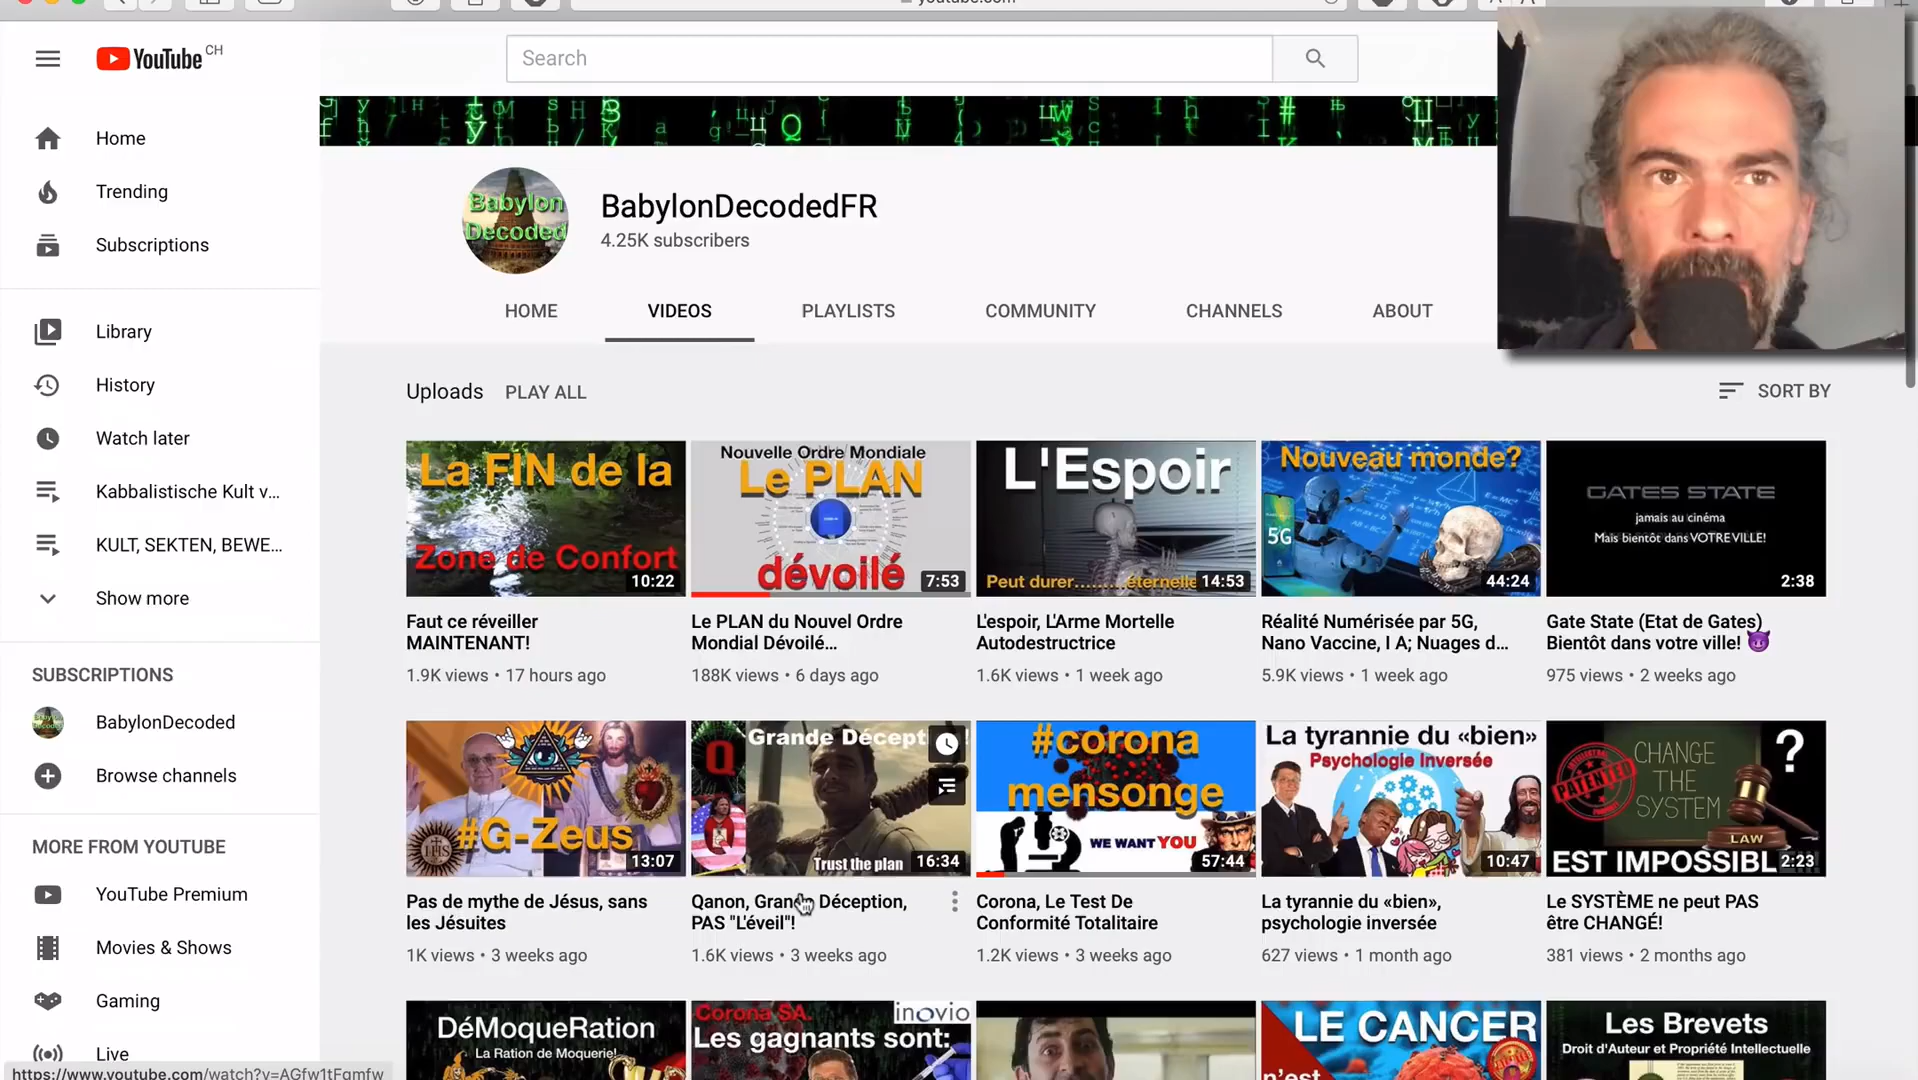 youtube.com
YouTube CH
Search
Home
Trending
Subscriptions
Library
History
Watch later
Kabbalistische Kult v...
KULT, SEKTEN, BEWE...
Show more
SUBSCRIPTIONS
BabylonDecoded
Browse channels
MORE FROM YOUTUBE
YouTube Premium
Movies & Shows
Gaming
Live
https://www.youtube.com/watch?v=AGfw1tFqmfw
Babylon
Decoded
BabylonDecodedFR
4.25K subscribers
HOME
VIDEOS
PLAYLISTS
COMMUNITY
CHANNELS
ABOUT
Uploads
PLAY ALL
SORT BY
La FIN de la
Zone de Confort
10:22
Faut ce réveiller
MAINTENANT!
1.9K views • 17 hours ago
Nouvelle Ordre Mondiale
Le PLAN
dévoilé
7:53
Le PLAN du Nouvel Ordre
Mondial Dévoilé...
188K views • 6 days ago
L'Espoir
Peut durer........éternelle
14:53
L'espoir, L'Arme Mortelle
Autodestructrice
1.6K views • 1 week ago
Nouveau monde?
5G
44:24
Réalité Numérisée par 5G,
Nano Vaccine, I A; Nuages d...
5.9K views • 1 week ago
GATES STATE
jamais au cinéma
Mais bientôt dans VOTRE VILLE!
2:38
Gate State (Etat de Gates)
Bientôt dans votre ville! 😈
975 views • 2 weeks ago
IHS
#G-Zeus
13:07
Pas de mythe de Jésus, sans
les Jésuites
1K views • 3 weeks ago
Q
Grande Décept
!
Trust the plan
16:34
Qanon, Grande Déception,
PAS "L'éveil"!
1.6K views • 3 weeks ago
#corona
mensonge
WE WANT YOU
57:44
Corona, Le Test De
Conformité Totalitaire
1.2K views • 3 weeks ago
La tyrannie du «bien»
Psychologie Inversée
10:47
La tyrannie du «bien»,
psychologie inversée
627 views • 1 month ago
PATENTED
CHANGE
THE
SYSTEM
?
LAW
EST IMPOSSIBL
2:23
Le SYSTÈME ne peut PAS
être CHANGÉ!
381 views • 2 months ago
DéMoqueRation
La Ration de Moquerie!
Corona SA.
inovio
Les gagnants sont:
LE CANCER
n'est
Les Brevets
Droit d'Auteur et Propriété Intellectuelle